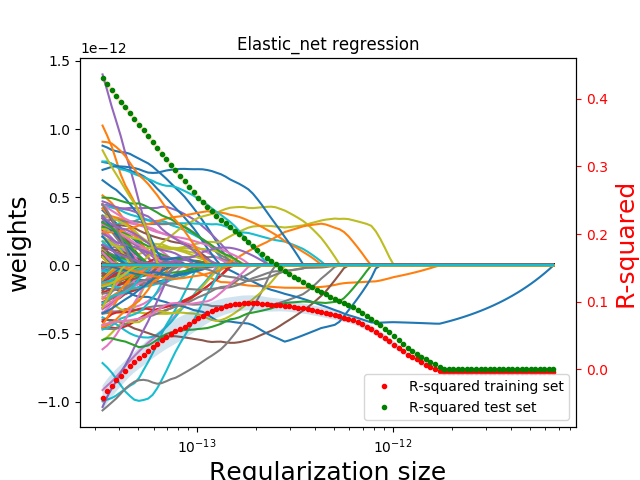 Elastic_net regression
1e−12
1.5
1.0
0.5
0.0
−0.5
−1.0
weights
0.4
0.3
0.2
0.1
0.0
R-squared
R-squared training set
R-squared test set
10⁻¹³
10⁻¹²
Regularization size